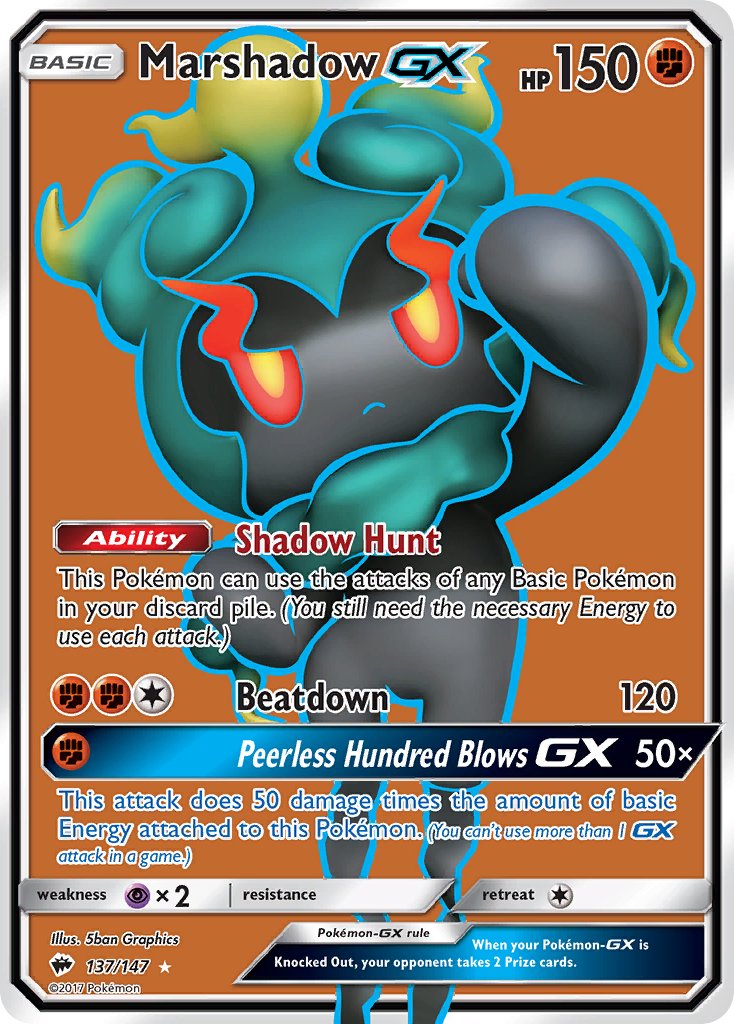 BASIC Marshadow GX HP 150
Ability Shadow Hunt
This Pokémon can use the attacks of any Basic Pokémon
in your discard pile. (You still need the necessary Energy to
use each attack.)
Beatdown 120
Peerless Hundred Blows GX 50×
This attack does 50 damage times the amount of basic
Energy attached to this Pokémon. (You can't use more than 1 GX
attack in a game.)
weakness × 2 resistance retreat
Illus. 5ban Graphics
137/147
©2017 Pokémon
Pokémon-GX rule
When your Pokémon-GX is
Knocked Out, your opponent takes 2 Prize cards.